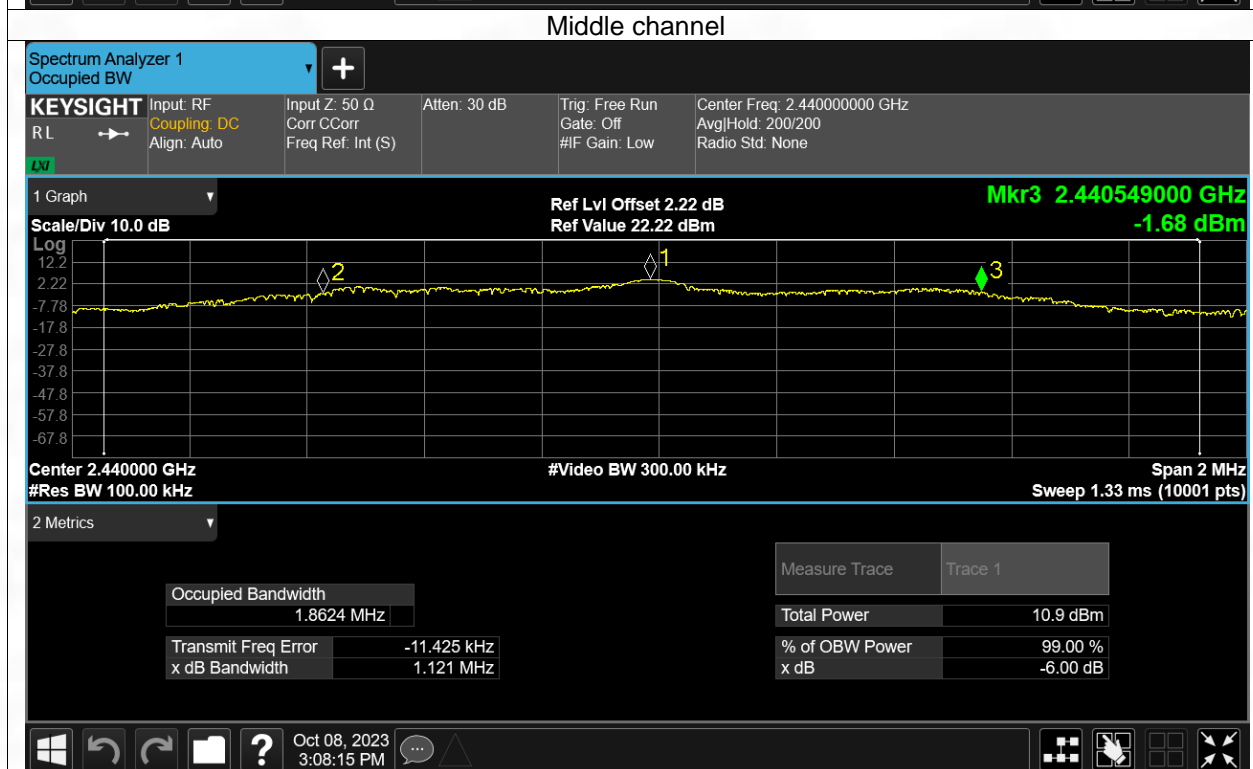 Middle channel
Spectrum Analyzer 1
Occupied BW
+
KEYSIGHT
RL
LXI
Input: RF
Coupling: DC
Align: Auto
Input Z: 50 Ω
Corr CCorr
Freq Ref: Int (S)
Atten: 30 dB
Trig: Free Run
Gate: Off
#IF Gain: Low
Center Freq: 2.440000000 GHz
Avg|Hold: 200/200
Radio Std: None
1 Graph
Scale/Div 10.0 dB
Ref Lvl Offset 2.22 dB
Ref Value 22.22 dBm
Mkr3 2.440549000 GHz
-1.68 dBm
Log
12.2
2.22
-7.78
-17.8
-27.8
-37.8
-47.8
-57.8
-67.8
2
1
3
Center 2.440000 GHz
#Res BW 100.00 kHz
#Video BW 300.00 kHz
Span 2 MHz
Sweep 1.33 ms (10001 pts)
2 Metrics
Occupied Bandwidth
1.8624 MHz
Transmit Freq Error -11.425 kHz
x dB Bandwidth 1.121 MHz
Measure Trace Trace 1
Total Power 10.9 dBm
% of OBW Power 99.00 %
x dB -6.00 dB
?
Oct 08, 2023
3:08:15 PM